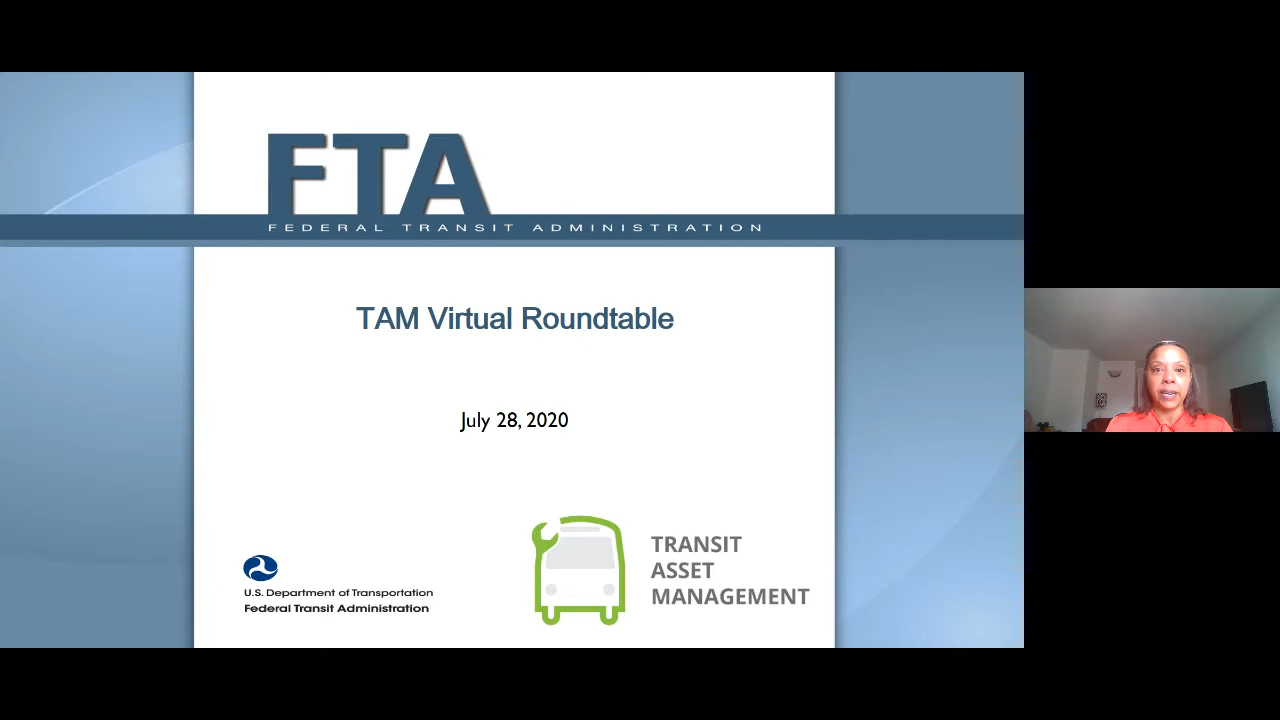 FTA
FEDERAL TRANSIT ADMINISTRATION
TAM Virtual Roundtable
July 28, 2020
U.S. Department of Transportation
Federal Transit Administration
TRANSIT
ASSET
MANAGEMENT